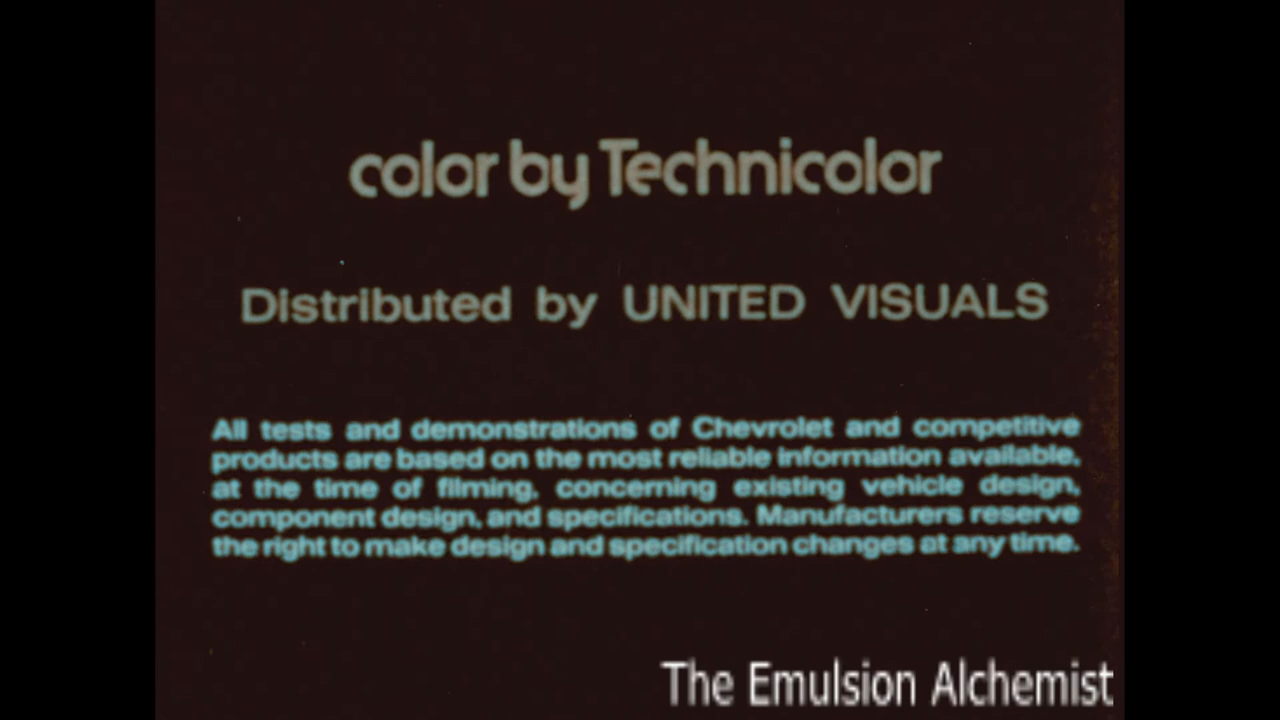 color by Technicolor
Distributed by UNITED VISUALS
All tests and demonstrations of Chevrolet and competitive
products are based on the most reliable information available,
at the time of filming, concerning existing vehicle design,
component design, and specifications. Manufacturers reserve
the right to make design and specification changes at any time.
The Emulsion Alchemist